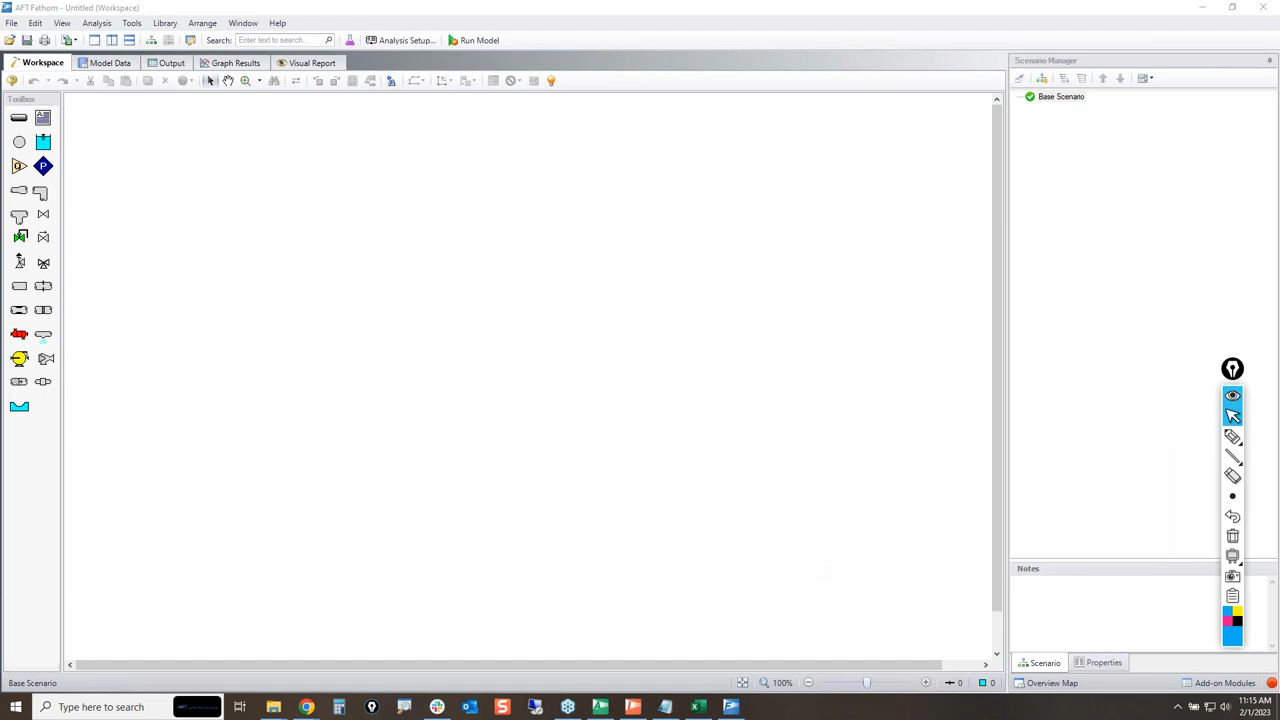 AFT Fathom - Untitled (Workspace)
File Edit View Analysis Tools Library Arrange Window Help
Search: Enter text to search... Analysis Setup... Run Model
Workspace Model Data Output Graph Results Visual Report
Scenario Manager
Base Scenario
Toolbox
Notes
Scenario Properties
Base Scenario 100% 0 0 Overview Map Add-on Modules
Type here to search
11:15 AM
2/1/2023